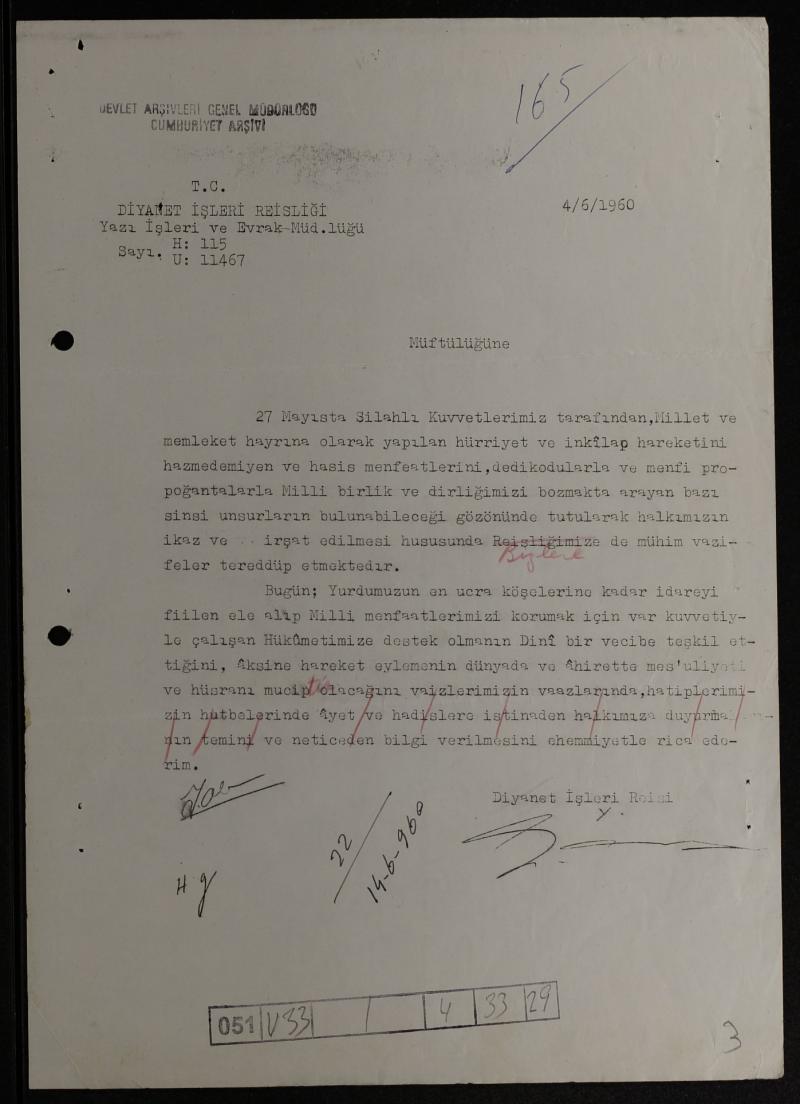 165
DEVLET ARŞİVLERİ GENEL MÜDÜRLÜĞÜ
CUMHURİYET ARŞİVİ
T.C.
DİYANET İŞLERİ REİSLİĞİ
4/6/1960
Yazı İşleri ve Evrak Müd.lüğü
Sayı. H: 115
U: 11467
Müftülüğüne
27 Mayısta Silahlı Kuvvetlerimiz tarafından,Millet ve
memleket hayrına olarak yapılan hürriyet ve inkîlap hareketini
hazmedemiyen ve hasis menfeatlerini,dedikodularla ve menfi pro-
poğantalarla Milli birlik ve dirliğimizi bozmakta arayan bazı
sinsi unsurların bulunabileceği gözönünde tutularak halkımızın
ikaz ve irşat edilmesi hususunda Reisliğimize de mühim vazi-
Bizlere
feler tereddüp etmektedır.
Bugün; Yurdumuzun en ucra köşelerine kadar idareyi
fiilen ele alıp Milli menfaatlerimizi korumak için var kuvvetiy-
le çalışan Hükûmetimize destek olmanın Dinî bir vecibe teşkil et-
tiğini, âksine hareket eylemenin dünyada ve âhirette mes'uliyeti
ve hüsranı mucip olacağını vaizlerimizin vaazlarında,hatiplerimi-
zin hutbelerinde âyet ve hadislere istinaden halkımıza duyurma
nın temini ve neticeden bilgi verilmesini ehemmiyetle rica ede-
rim.
Diyanet İşleri Reisi
Y.
22
14-6-960
H
051 V33 1 4 33 29
3